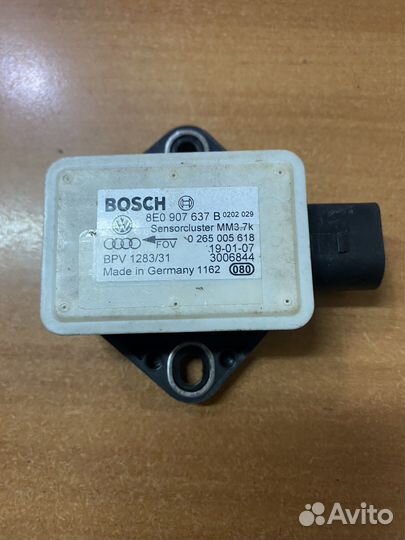 BOSCH
8E0 907 637 B 0202 029
Sensorcluster MM3.7k
FOV 0 265 005 618
19-01-07
BPV 1283/31 3006844
Made in Germany 1162 080
Avito